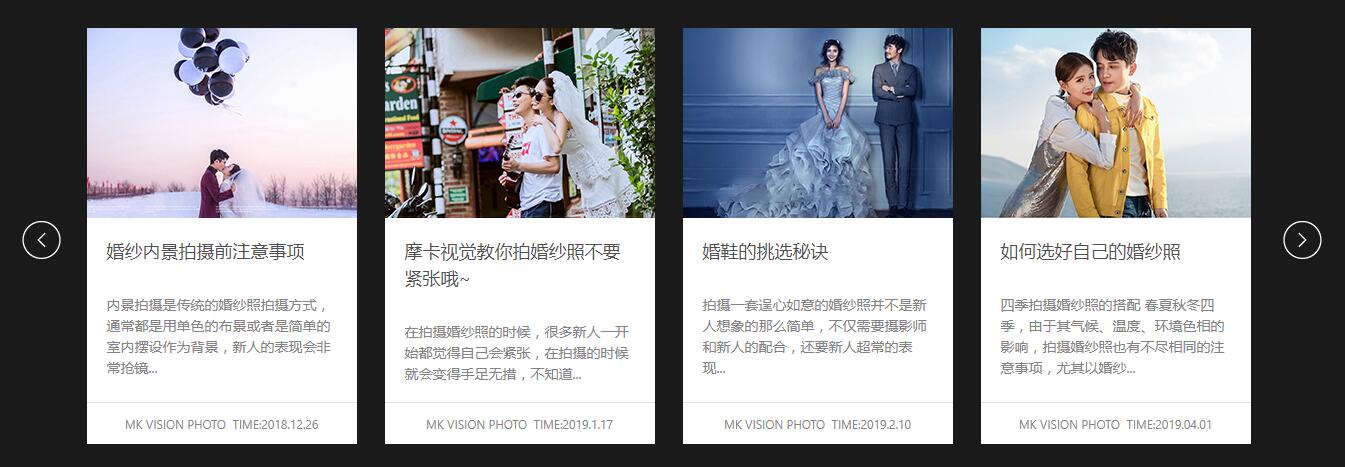 婚纱内景拍摄前注意事项
内景拍摄是传统的婚纱照拍摄方式，
通常都是用单色的布景或者是简单的
室内摆设作为背景，新人的表现会非
常抢镜...
MK VISION PHOTO TIME:2018.12.26
Garden
摩卡视觉教你拍婚纱照不要
紧张哦~
在拍摄婚纱照的时候，很多新人一开
始都觉得自己会紧张，在拍摄的时候
就会变得手足无措，不知道...
MK VISION PHOTO TIME:2019.1.17
婚鞋的挑选秘诀
拍摄一套逞心如意的婚纱照并不是新
人想象的那么简单，不仅需要摄影师
和新人的配合，还要新人超常的表
现...
MK VISION PHOTO TIME:2019.2.10
如何选好自己的婚纱照
四季拍摄婚纱照的搭配 春夏秋冬四
季，由于其气候、温度、环境色相的
影响，拍摄婚纱照也有不尽相同的注
意事项，尤其以婚纱...
MK VISION PHOTO TIME:2019.04.01